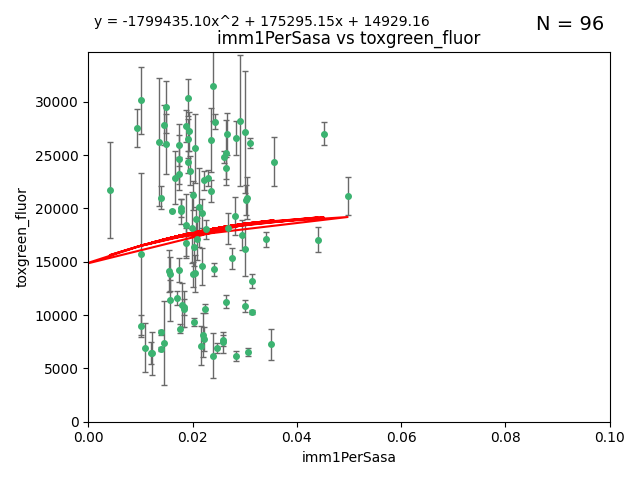 y = -1799435.10x^2 + 175295.15x + 14929.16
N = 96
imm1PerSasa vs toxgreen_fluor
30000
25000
20000
15000
10000
5000
0
toxgreen_fluor
0.00 0.02 0.04 0.06 0.08 0.10
imm1PerSasa